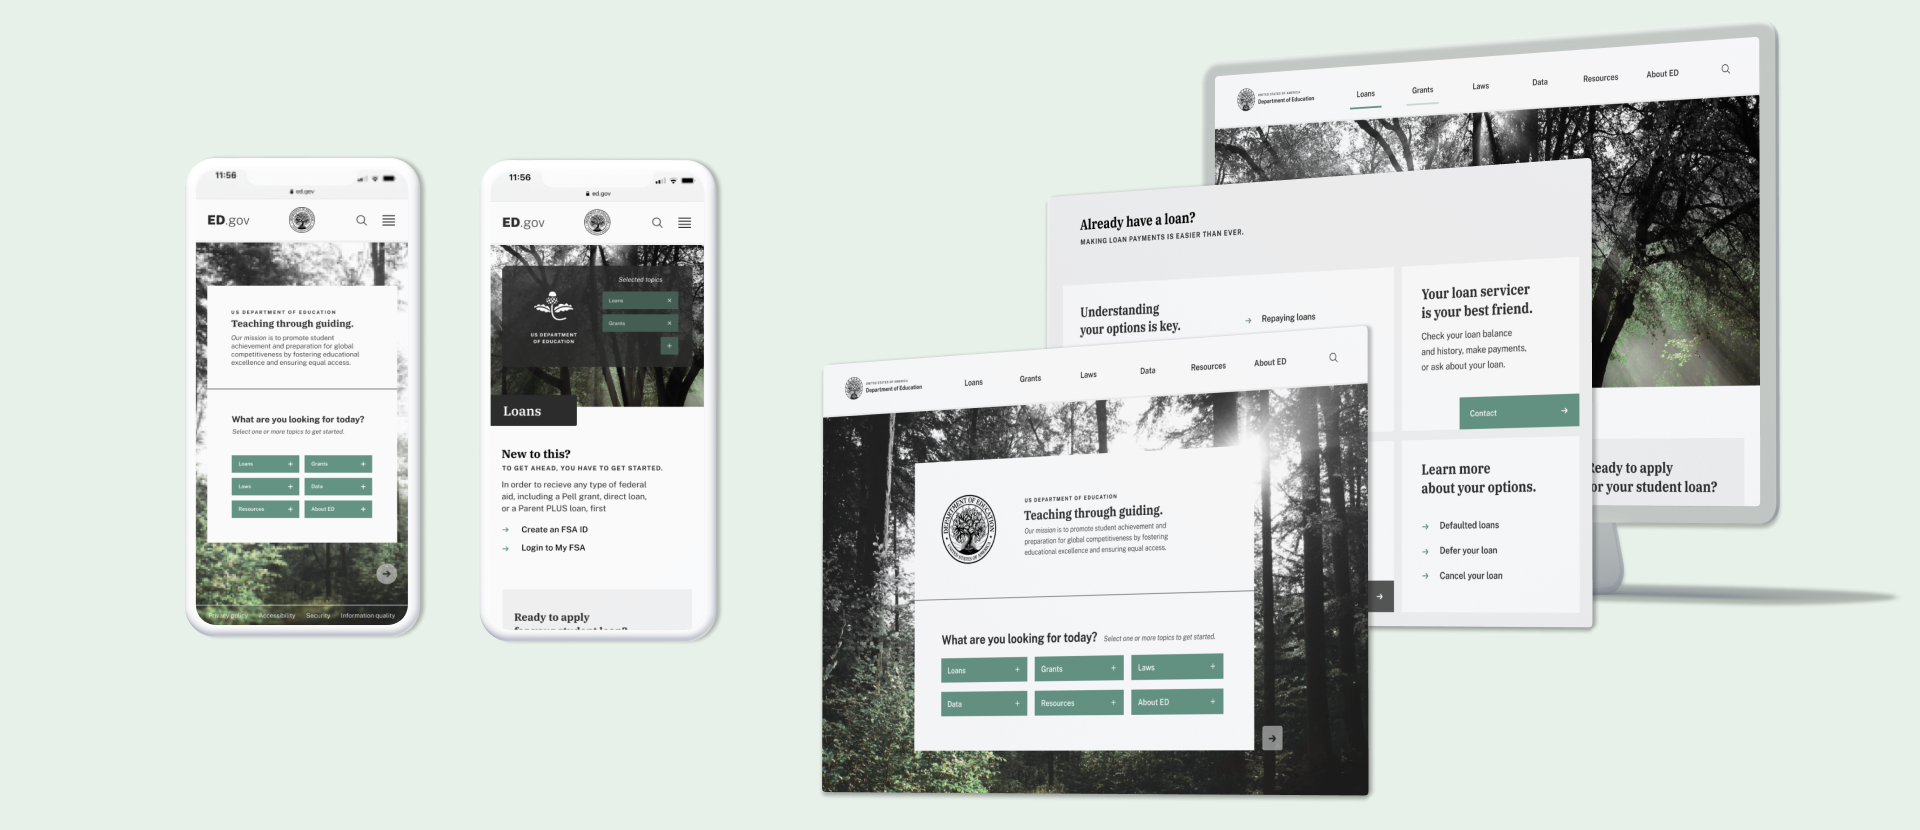 11:56
ed.gov
ED.gov
US DEPARTMENT OF EDUCATION
Teaching through guiding.
Our mission is to promote student
achievement and preparation for global
competitiveness by fostering educational
excellence and ensuring equal access.
What are you looking for today?
Select one or more topics to get started.
Loans +
Grants +
Laws +
Data +
Resources +
About ED +
Privacy policy Accessibility Security Information quality
11:56
ed.gov
ED.gov
US DEPARTMENT
OF EDUCATION
Selected topics
Loans ×
Grants ×
+
Loans
New to this?
TO GET AHEAD, YOU HAVE TO GET STARTED.
In order to recieve any type of federal
aid, including a Pell grant, direct loan,
or a Parent PLUS loan, first
Create an FSA ID
Login to My FSA
Ready to apply
for your student loan?
UNITED STATES OF AMERICA
Department of Education
Loans Grants Laws Data Resources About ED
Already have a loan?
MAKING LOAN PAYMENTS IS EASIER THAN EVER.
Understanding
your options is key.
Repaying loans
Your loan servicer
is your best friend.
Check your loan balance
and history, make payments,
or ask about your loan.
Contact
Learn more
about your options.
Defaulted loans
Defer your loan
Cancel your loan
Ready to apply
or your student loan?
UNITED STATES OF AMERICA
Department of Education
Loans Grants Laws Data Resources About ED
DEPARTMENT OF EDUCATION
UNITED STATES OF AMERICA
US DEPARTMENT OF EDUCATION
Teaching through guiding.
Our mission is to promote student achievement and
preparation for global competitiveness by fostering
educational excellence and ensuring equal access.
What are you looking for today? Select one or more topics to get started.
Loans + Grants + Laws +
Data + Resources + About ED +